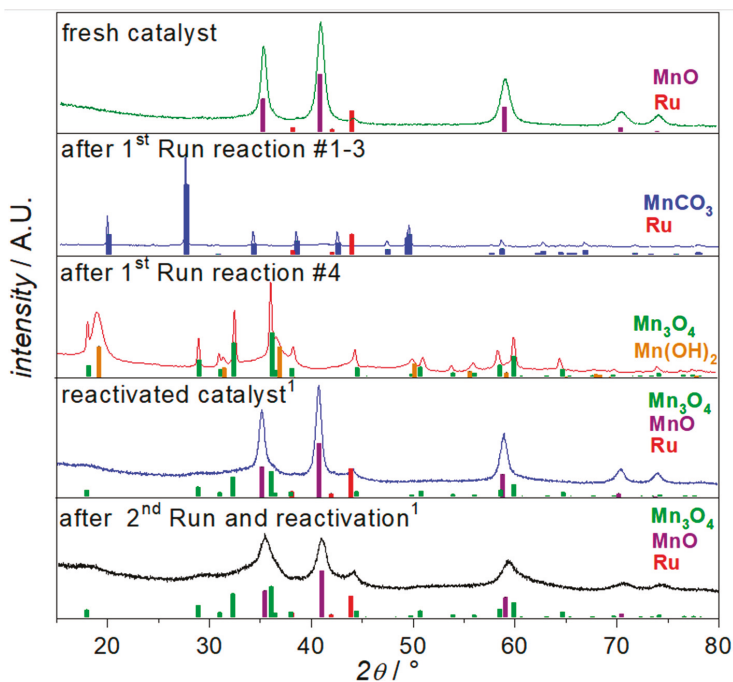 fresh catalyst
MnO
Ru
after 1st Run reaction #1-3
MnCO3
Ru
after 1st Run reaction #4
Mn3O4
Mn(OH)2
reactivated catalyst1
Mn3O4
MnO
Ru
after 2nd Run and reactivation1
Mn3O4
MnO
Ru
intensity / A.U.
20 30 40 50 60 70 80
2θ / °